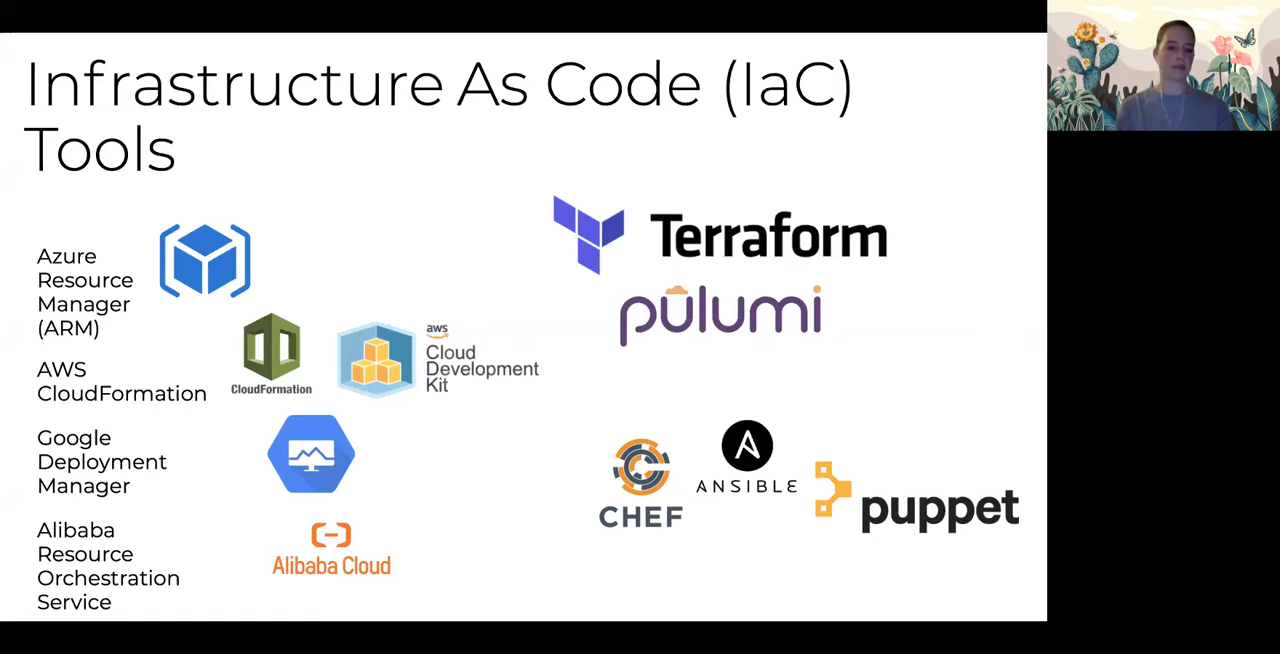 Infrastructure As Code (IaC)
Tools
Azure
Resource
Manager
(ARM)
Terraform
pulumi
AWS
CloudFormation
CloudFormation
aws
Cloud
Development
Kit
Google
Deployment
Manager
CHEF
ANSIBLE
puppet
Alibaba
Resource
Orchestration
Service
Alibaba Cloud